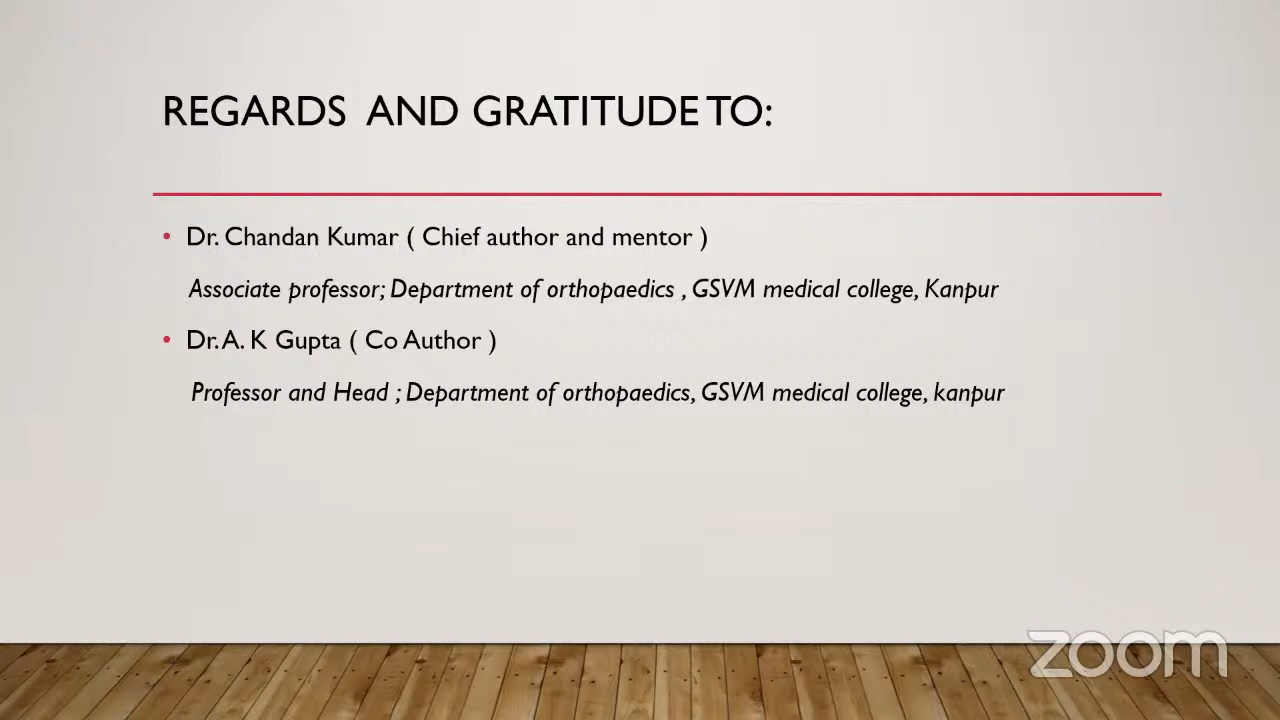 REGARDS AND GRATITUDE TO:
• Dr. Chandan Kumar ( Chief author and mentor )
Associate professor; Department of orthopaedics , GSVM medical college, Kanpur
• Dr. A. K Gupta ( Co Author )
Professor and Head ; Department of orthopaedics, GSVM medical college, kanpur
zoom